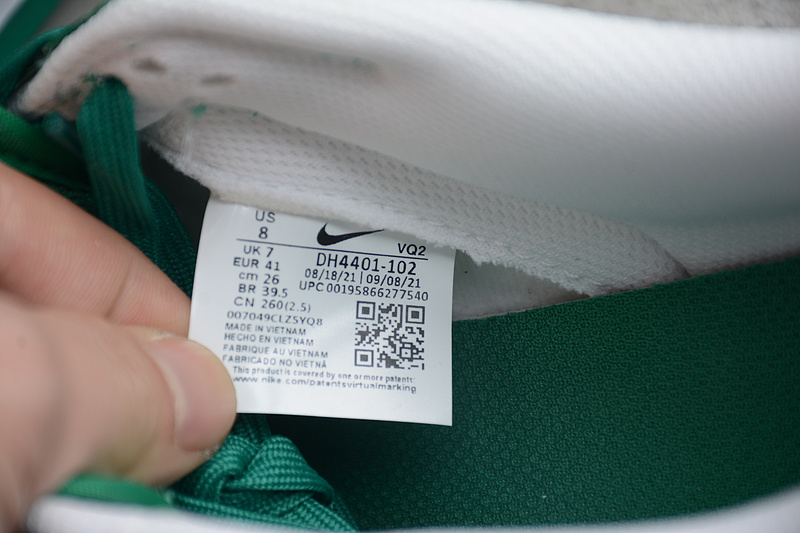 US
8
VQ2
UK 7
EUR 41
cm 26
BR 39.5
CN 260(2.5)
DH4401-102
08/18/21 | 09/08/21
UPC 00195866277540
007049CLZ5YQ8
MADE IN VIETNAM
HECHO EN VIETNAM
FABRIQUE AU VIETNAM
FABRICADO NO VIETNÃ
This product is covered by one or more patents:
www.nike.com/patentsvirtualmarking